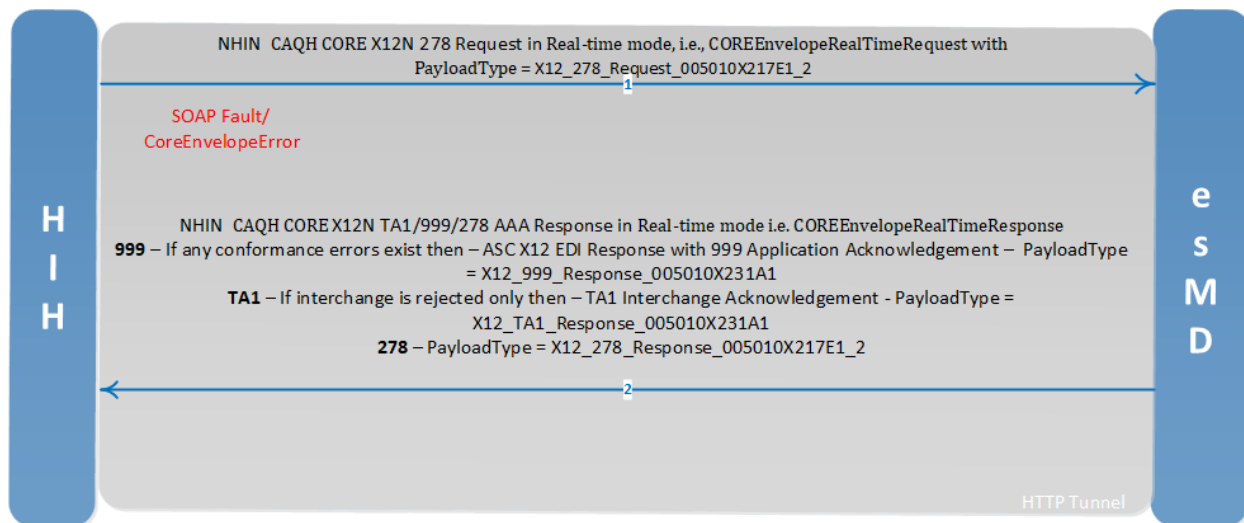 NHIN CAQH CORE X12N 278 Request in Real-time mode, i.e., COREEnvelopeRealTimeRequest with
PayloadType = X12_278_Request_005010X217E1_2
1
SOAP Fault/
CoreEnvelopeError
H
I
H
e
s
M
D
NHIN CAQH CORE X12N TA1/999/278 AAA Response in Real-time mode i.e. COREEnvelopeRealTimeResponse
999 – If any conformance errors exist then – ASC X12 EDI Response with 999 Application Acknowledgement – PayloadType
= X12_999_Response_005010X231A1
TA1 – If interchange is rejected only then – TA1 Interchange Acknowledgement - PayloadType =
X12_TA1_Response_005010X231A1
278 – PayloadType = X12_278_Response_005010X217E1_2
2
HTTP Tunnel